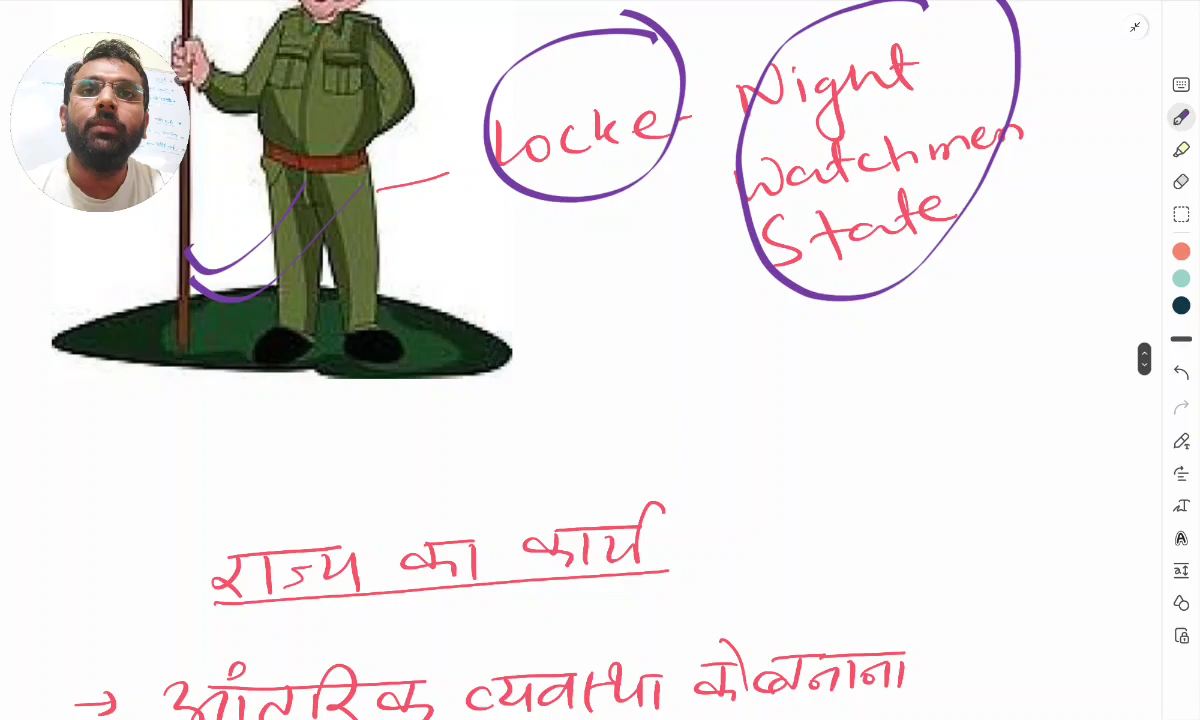 Locke
Night
Watchmen
State
राज्य का कार्य
→ आंतरिक व्यवस्था को बनाना